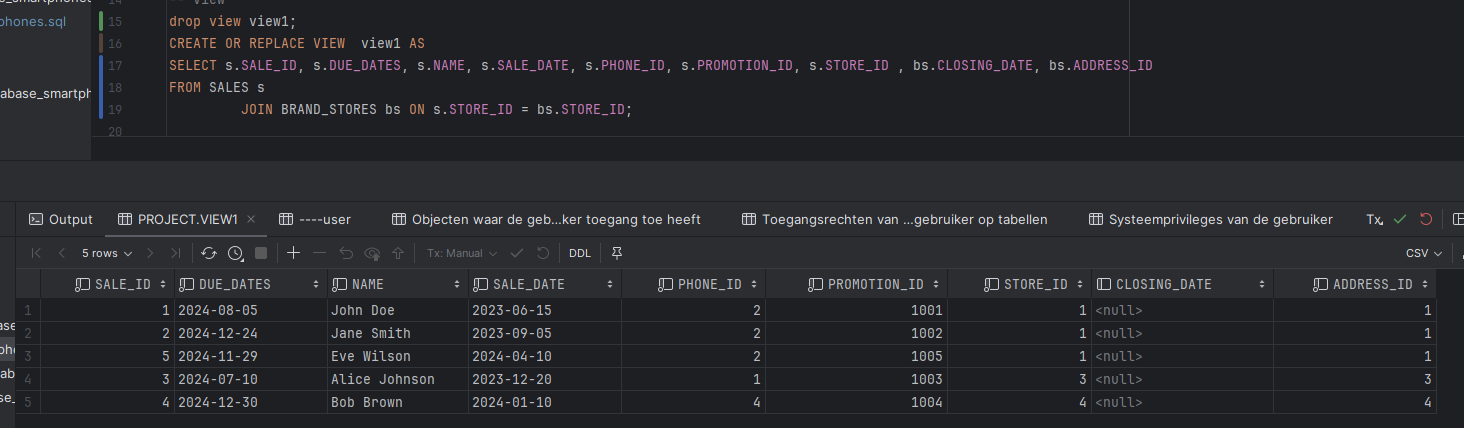 _smartphones
14 -- view
phones.sql
15 drop view view1;
16 CREATE OR REPLACE VIEW  view1 AS
17 SELECT s.SALE_ID, s.DUE_DATES, s.NAME, s.SALE_DATE, s.PHONE_ID, s.PROMOTION_ID, s.STORE_ID , bs.CLOSING_DATE, bs.ADDRESS_ID
18 FROM SALES s
abase_smartph
19 JOIN BRAND_STORES bs ON s.STORE_ID = bs.STORE_ID;
20
Output PROJECT.VIEW1 ----user Objecten waar de geb...ker toegang toe heeft Toegangsrechten van ...gebruiker op tabellen Systeemprivileges van de gebruiker Tx
5 rows Tx: Manual DDL CSV
SALE_ID DUE_DATES NAME SALE_DATE PHONE_ID PROMOTION_ID STORE_ID CLOSING_DATE ADDRESS_ID
1 1 2024-08-05 John Doe 2023-06-15 2 1001 1 <null> 1
2 2 2024-12-24 Jane Smith 2023-09-05 2 1002 1 <null> 1
3 5 2024-11-29 Eve Wilson 2024-04-10 2 1005 1 <null> 1
4 3 2024-07-10 Alice Johnson 2023-12-20 1 1003 3 <null> 3
5 4 2024-12-30 Bob Brown 2024-01-10 4 1004 4 <null> 4